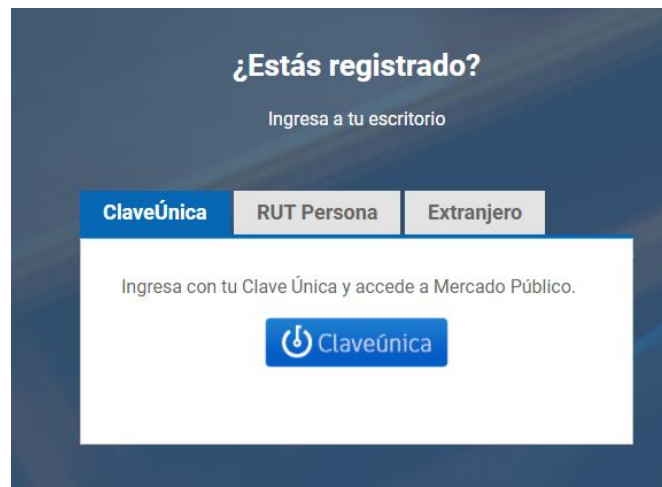 ¿Estás registrado?
Ingresa a tu escritorio
ClaveÚnica RUT Persona Extranjero
Ingresa con tu Clave Única y accede a Mercado Público.
Claveúnica